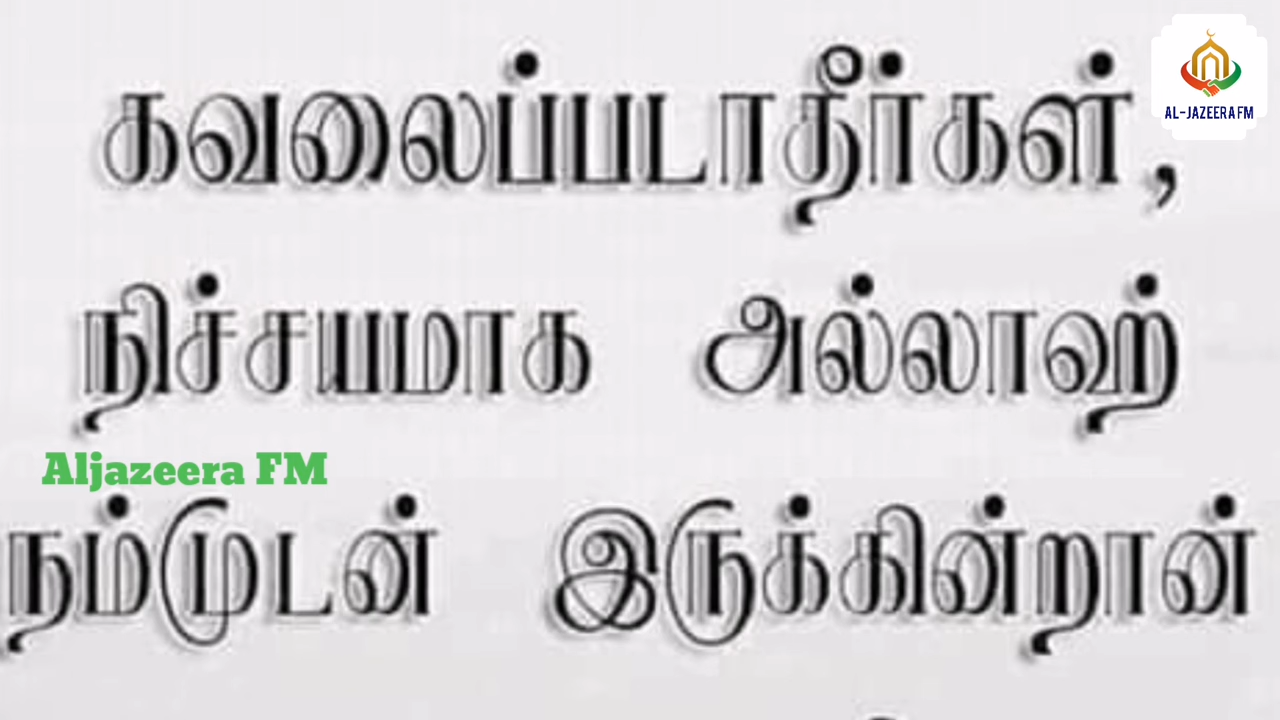 AL-JAZEERA FM
கவலைப்படாதீர்கள்,
நிச்சயமாக அல்லாஹ்
Aljazeera FM
நம்முடன் இருக்கின்றான்